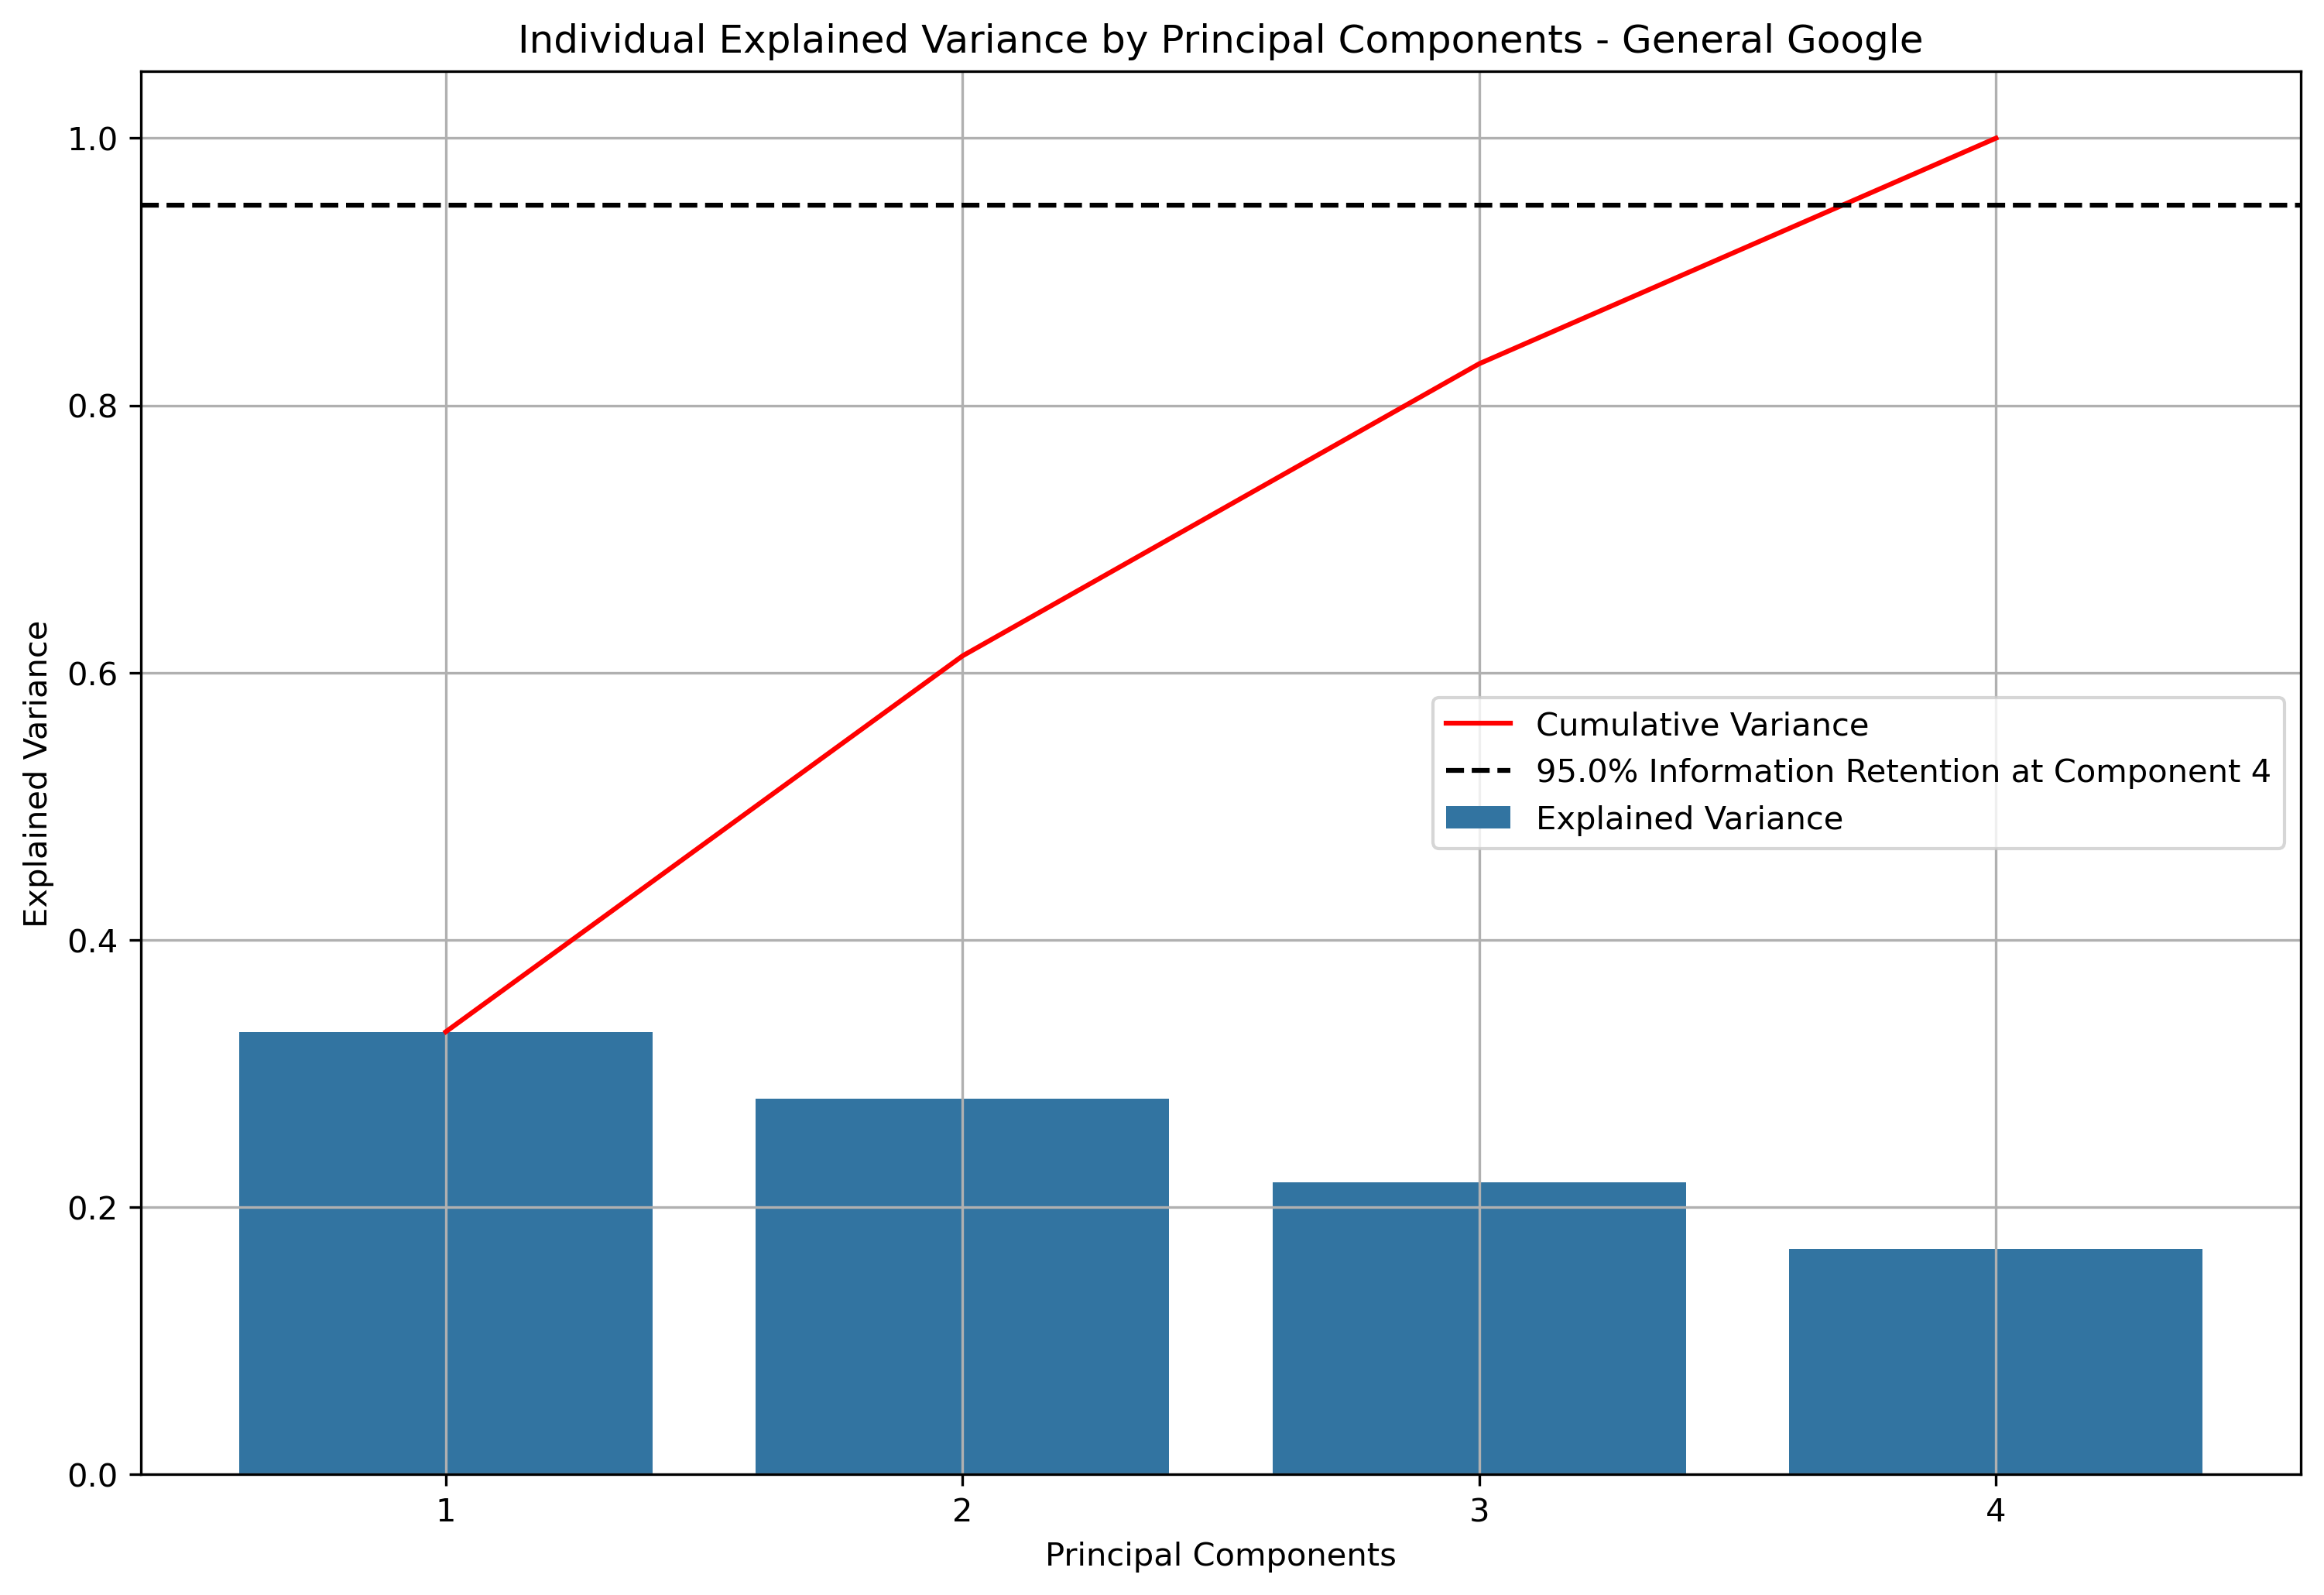 Individual Explained Variance by Principal Components - General Google
1.0
0.8
0.6
0.4
0.2
0.0
Explained Variance
Cumulative Variance
95.0% Information Retention at Component 4
Explained Variance
1 2 3 4
Principal Components